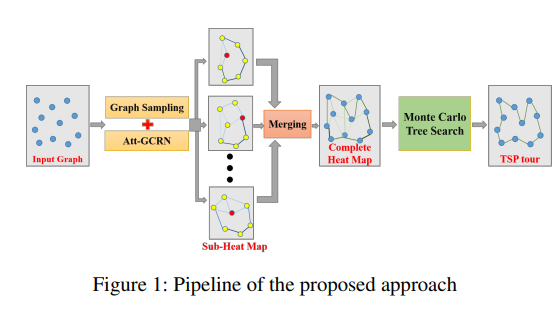 Input Graph
Graph Sampling
+
Att-GCRN
Sub-Heat Map
Merging
Complete
Heat Map
Monte Carlo
Tree Search
TSP tour
Figure 1: Pipeline of the proposed approach